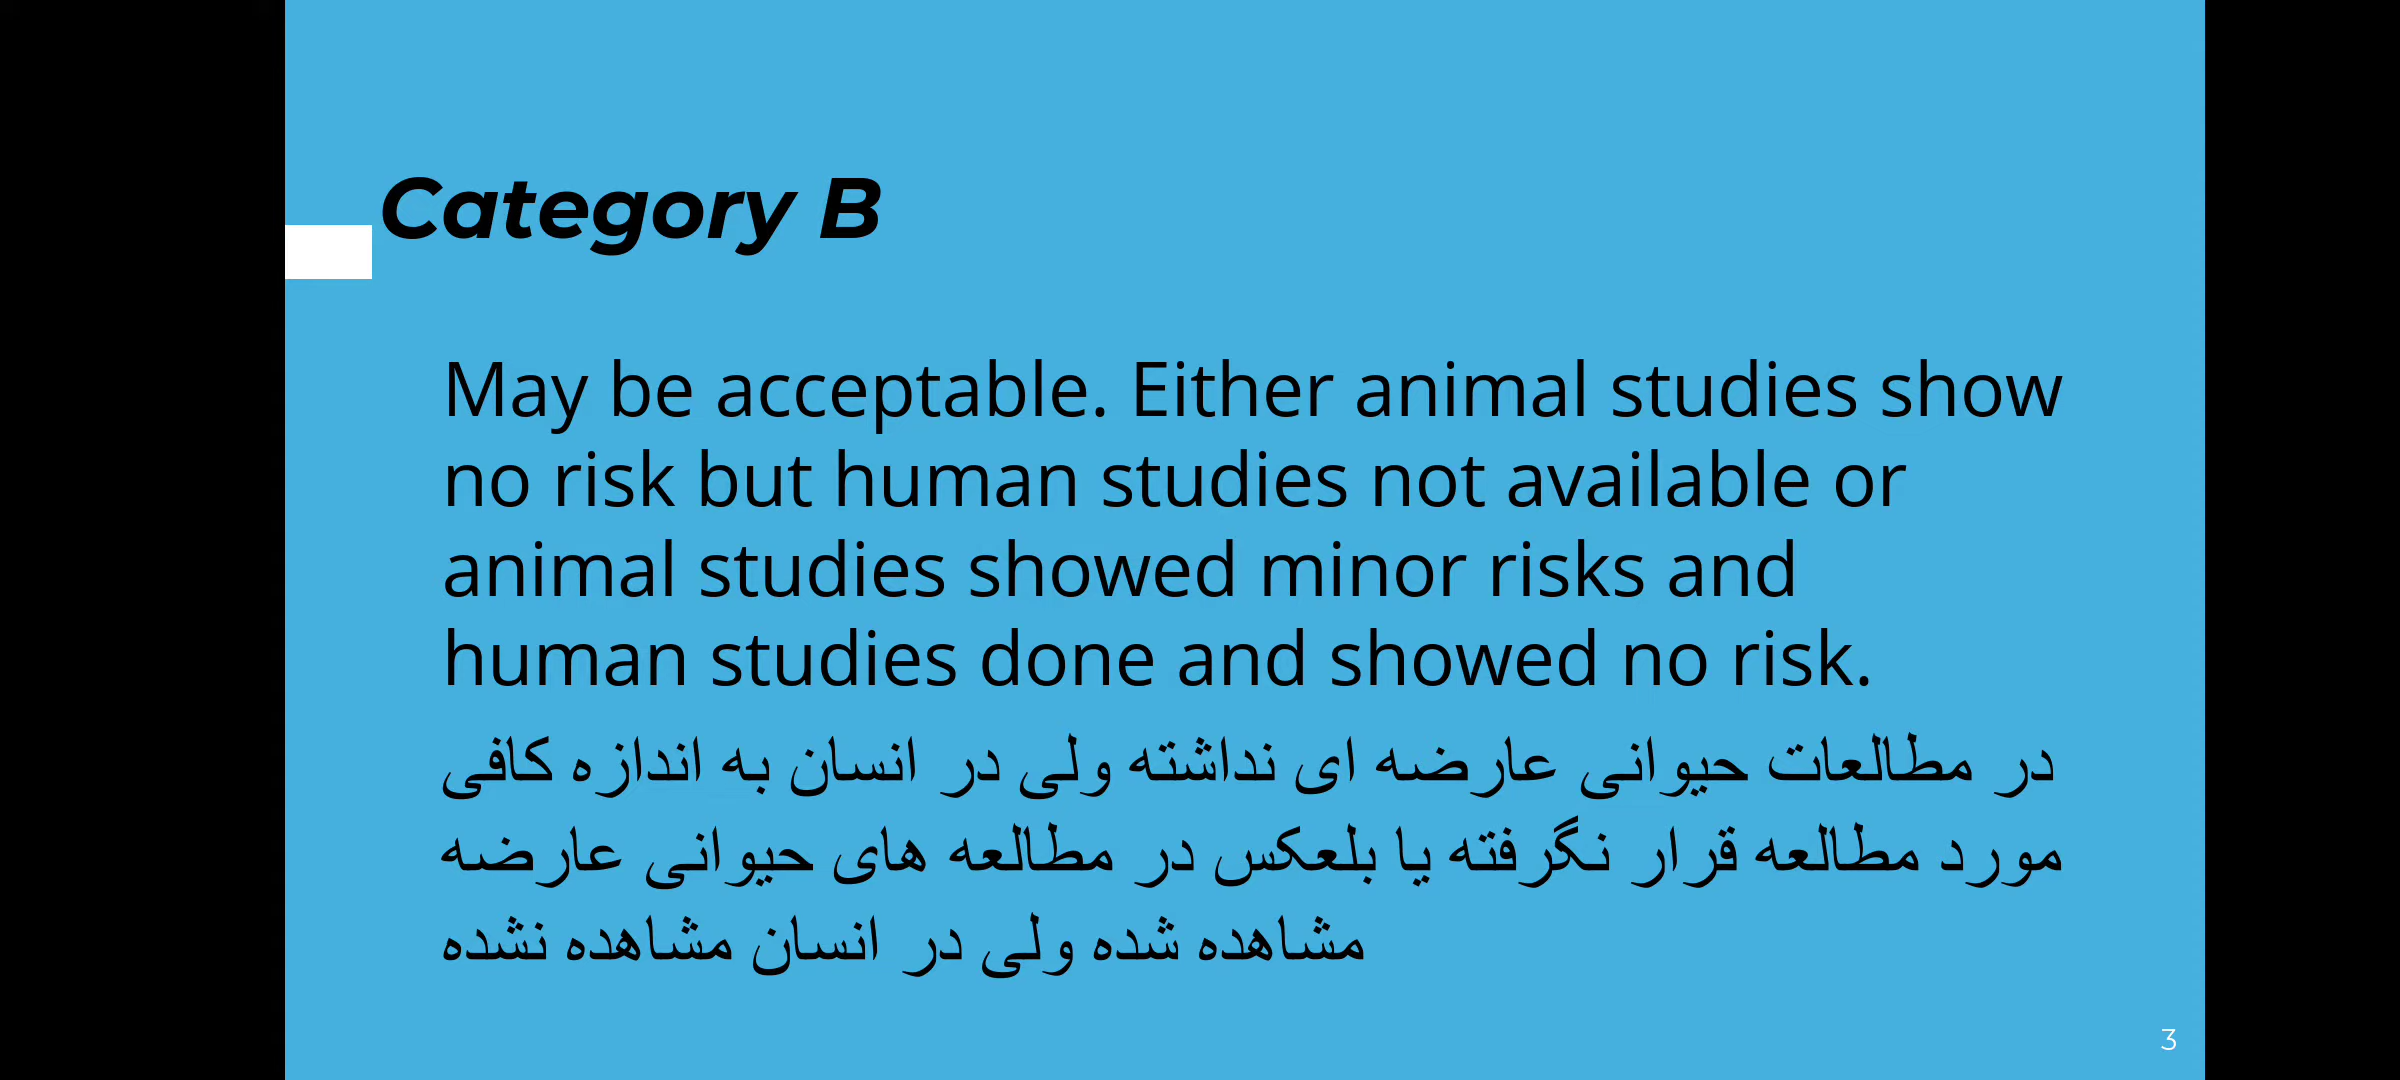 Category B
May be acceptable. Either animal studies show
no risk but human studies not available or
animal studies showed minor risks and
human studies done and showed no risk.
در مطالعات حیوانی عارضه ای نداشته ولی در انسان به اندازه کافی
مورد مطالعه قرار نگرفته یا بلعکس در مطالعه های حیوانی عارضه
مشاهده شده ولی در انسان مشاهده نشده
3